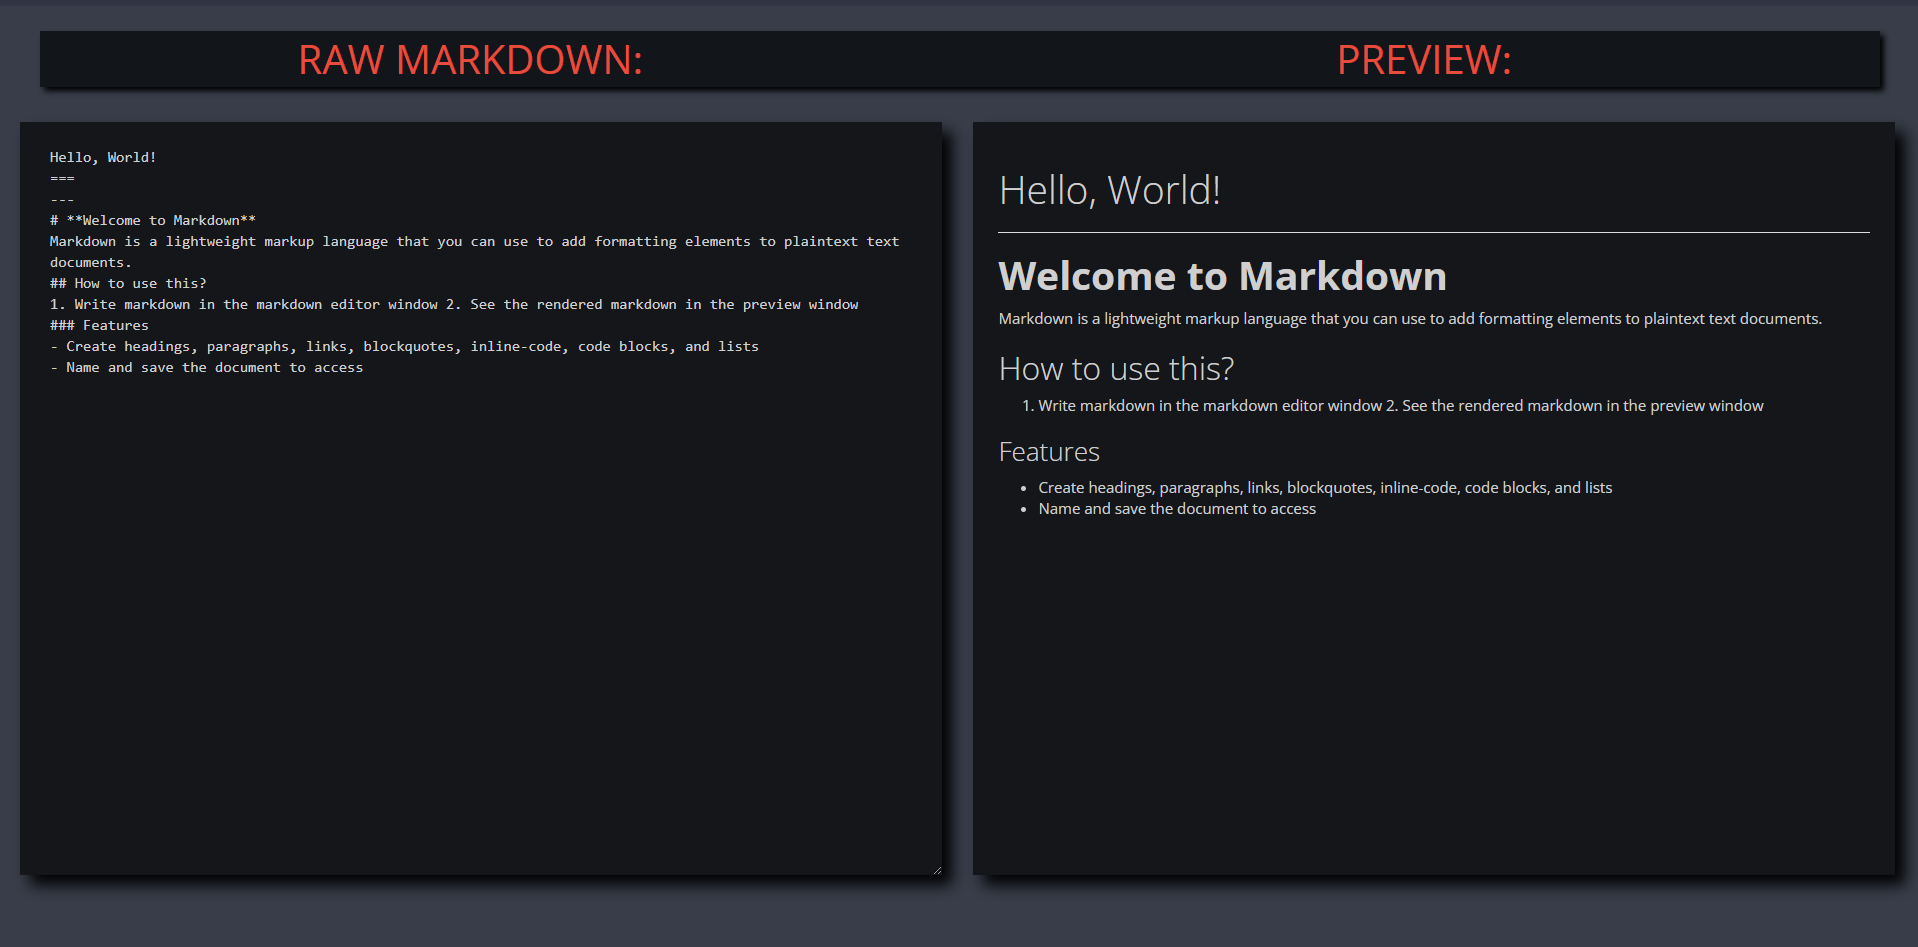 RAW MARKDOWN:
PREVIEW:
Hello, World!
===
---
# **Welcome to Markdown**
Markdown is a lightweight markup language that you can use to add formatting elements to plaintext text
documents.
## How to use this?
1. Write markdown in the markdown editor window 2. See the rendered markdown in the preview window
### Features
- Create headings, paragraphs, links, blockquotes, inline-code, code blocks, and lists
- Name and save the document to access
Hello, World!
Welcome to Markdown
Markdown is a lightweight markup language that you can use to add formatting elements to plaintext text documents.
How to use this?
1. Write markdown in the markdown editor window 2. See the rendered markdown in the preview window
Features
• Create headings, paragraphs, links, blockquotes, inline-code, code blocks, and lists
• Name and save the document to access